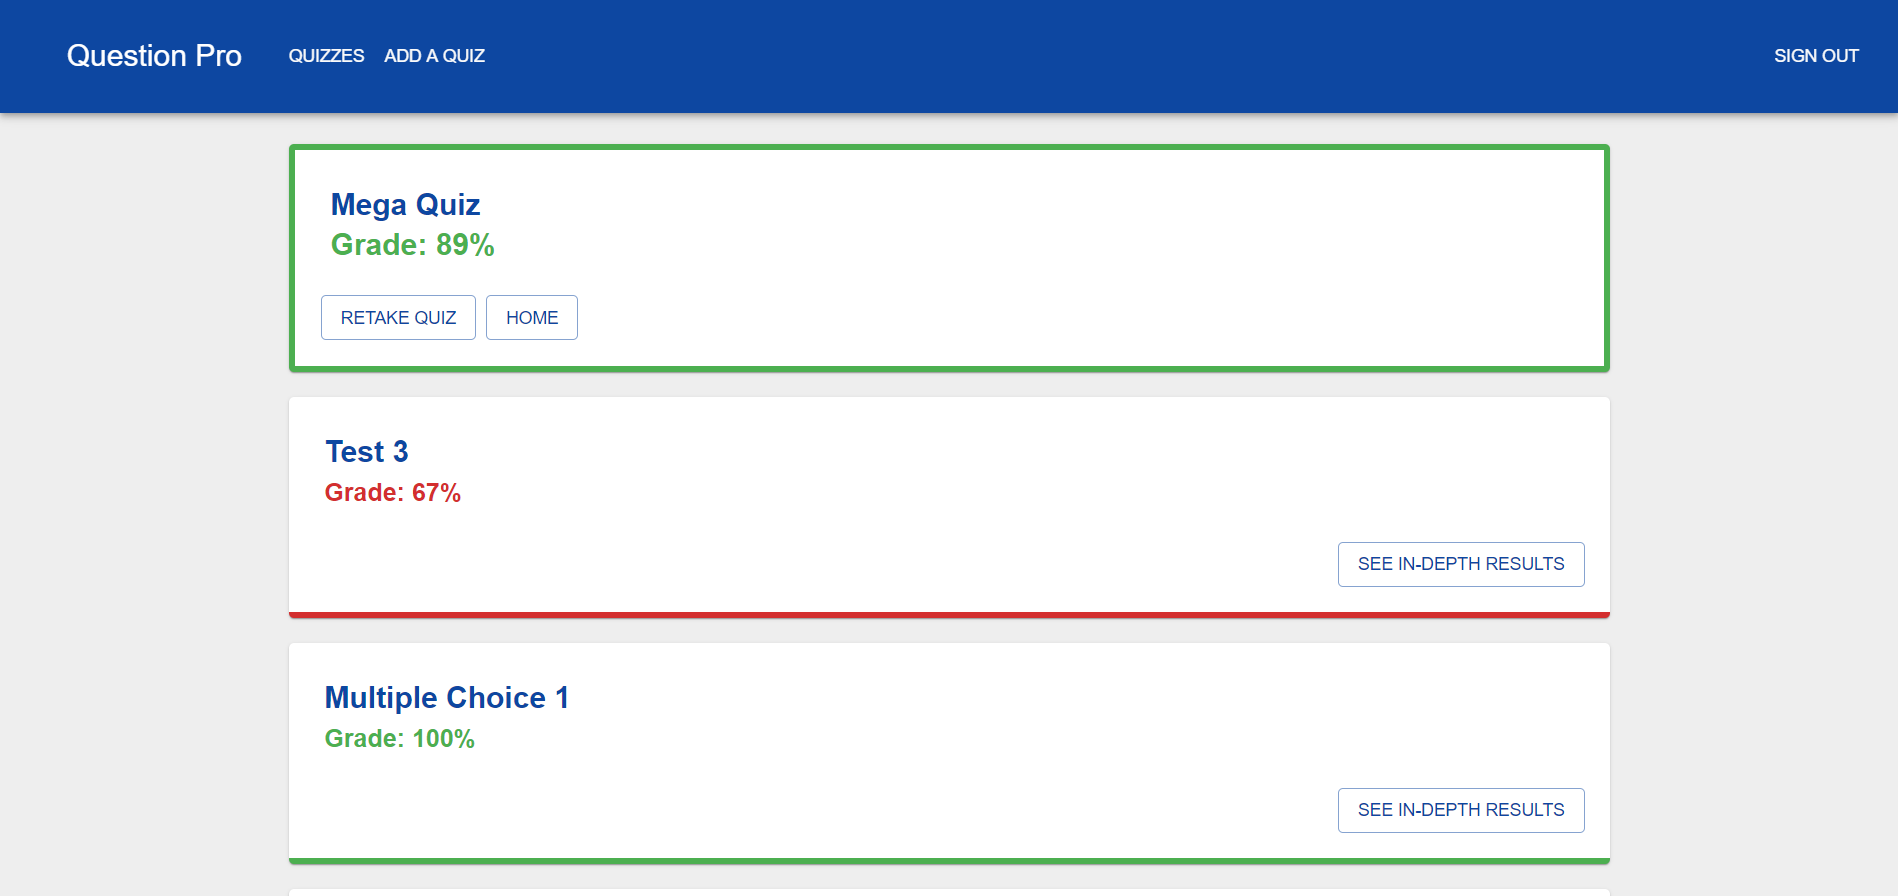 Question Pro QUIZZES ADD A QUIZ SIGN OUT
Mega Quiz
Grade: 89%
RETAKE QUIZ HOME
Test 3
Grade: 67%
SEE IN-DEPTH RESULTS
Multiple Choice 1
Grade: 100%
SEE IN-DEPTH RESULTS